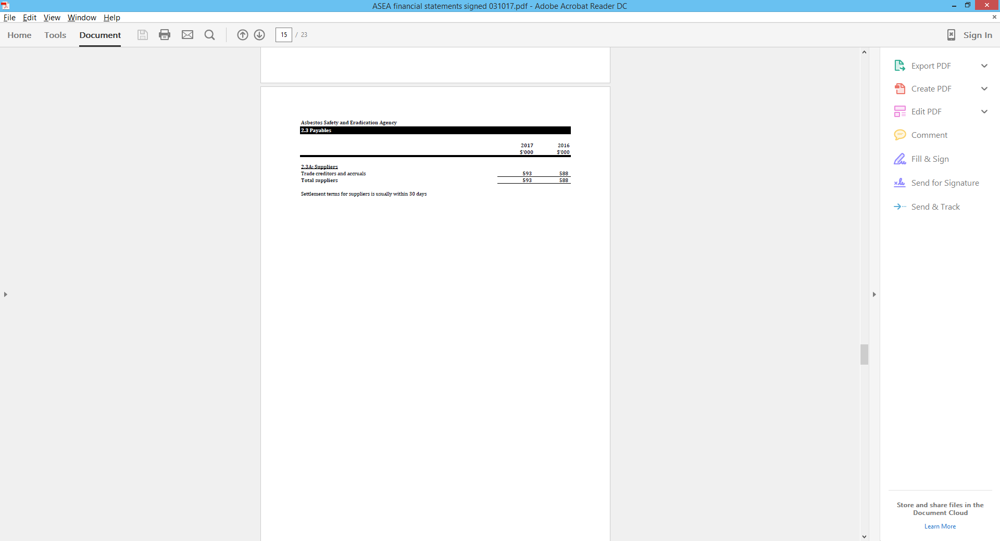 ASEA financial statements signed 031017.pdf - Adobe Acrobat Reader DC
File Edit View Window Help
Home Tools Document 15 / 23 Sign In
Asbestos Safety and Eradication Agency
2.3 Payables
2017 2016
$'000 $'000
2.3A: Suppliers
Trade creditors and accruals 593 588
Total suppliers 593 588
Settlement terms for suppliers is usually within 30 days
Export PDF
Create PDF
Edit PDF
Comment
Fill & Sign
Send for Signature
Send & Track
Store and share files in the
Document Cloud
Learn More